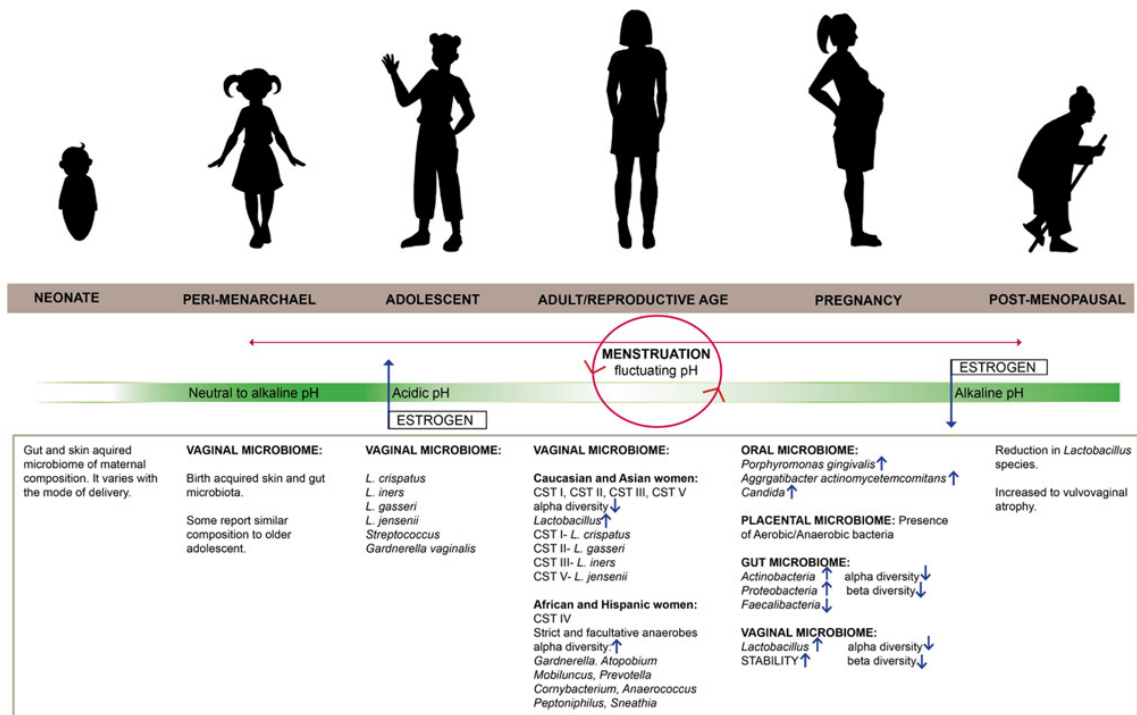 NEONATE
PERI-MENARCHAEL
ADOLESCENT
ADULT/REPRODUCTIVE AGE
PREGNANCY
POST-MENOPAUSAL
MENSTRUATION
fluctuating pH
ESTROGEN
Neutral to alkaline pH
Acidic pH
Alkaline pH
ESTROGEN
Gut and skin aquired
microbiome of maternal
composition. It varies with
the mode of delivery.
VAGINAL MICROBIOME:
Birth acquired skin and gut
microbiota.
Some report similar
composition to older
adolescent.
VAGINAL MICROBIOME:
L. crispatus
L. iners
L. gasseri
L. jensenii
Streptococcus
Gardnerella vaginalis
VAGINAL MICROBIOME:
Caucasian and Asian women:
CST I, CST II, CST III, CST V
alpha diversity↓
Lactobacillus↑
CST I- L. crispatus
CST II- L. gasseri
CST III- L. iners
CST V- L. jensenii
African and Hispanic women:
CST IV
Strict and facultative anaerobes
alpha diversity:↑
Gardnerella. Atopobium
Mobiluncus, Prevotella
Cornybacterium, Anaerococcus
Peptoniphilus, Sneathia
ORAL MICROBIOME:
Porphyromonas gingivalis↑
Aggrgatibacter actinomycetemcomitans↑
Candida↑
PLACENTAL MICROBIOME: Presence
of Aerobic/Anaerobic bacteria
GUT MICROBIOME:
Actinobacteria ↑ alpha diversity↓
Proteobacteria ↑ beta diversity↓
Faecalibacteria↓
VAGINAL MICROBIOME:
Lactobacillus ↑ alpha diversity↓
STABILITY↑ beta diversity↓
Reduction in Lactobacillus
species.
Increased to vulvovaginal
atrophy.